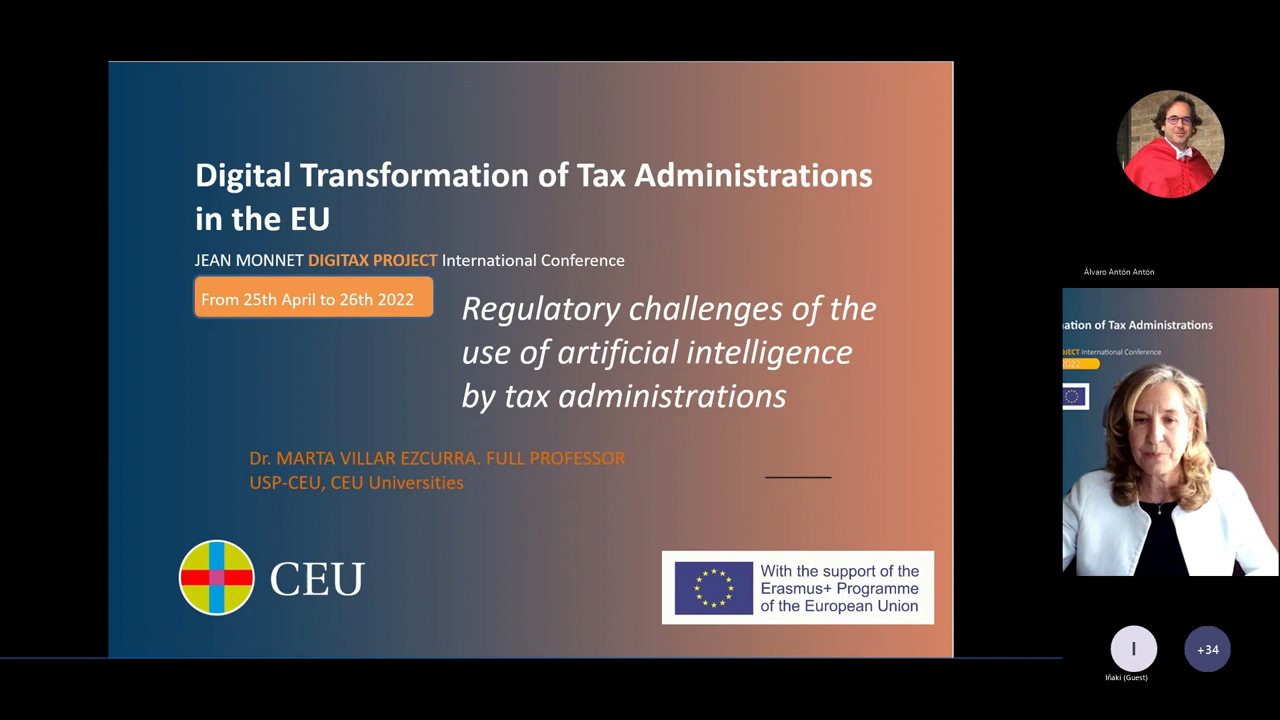 Digital Transformation of Tax Administrations
in the EU
JEAN MONNET DIGITAX PROJECT International Conference
From 25th April to 26th 2022
Regulatory challenges of the
use of artificial intelligence
by tax administrations
Dr. MARTA VILLAR EZCURRA. FULL PROFESSOR
USP-CEU, CEU Universities
CEU
With the support of the
Erasmus+ Programme
of the European Union
Álvaro Antón Antón
ation of Tax Administrations
JECT International Conference
2022
I
Iñaki (Guest)
+34